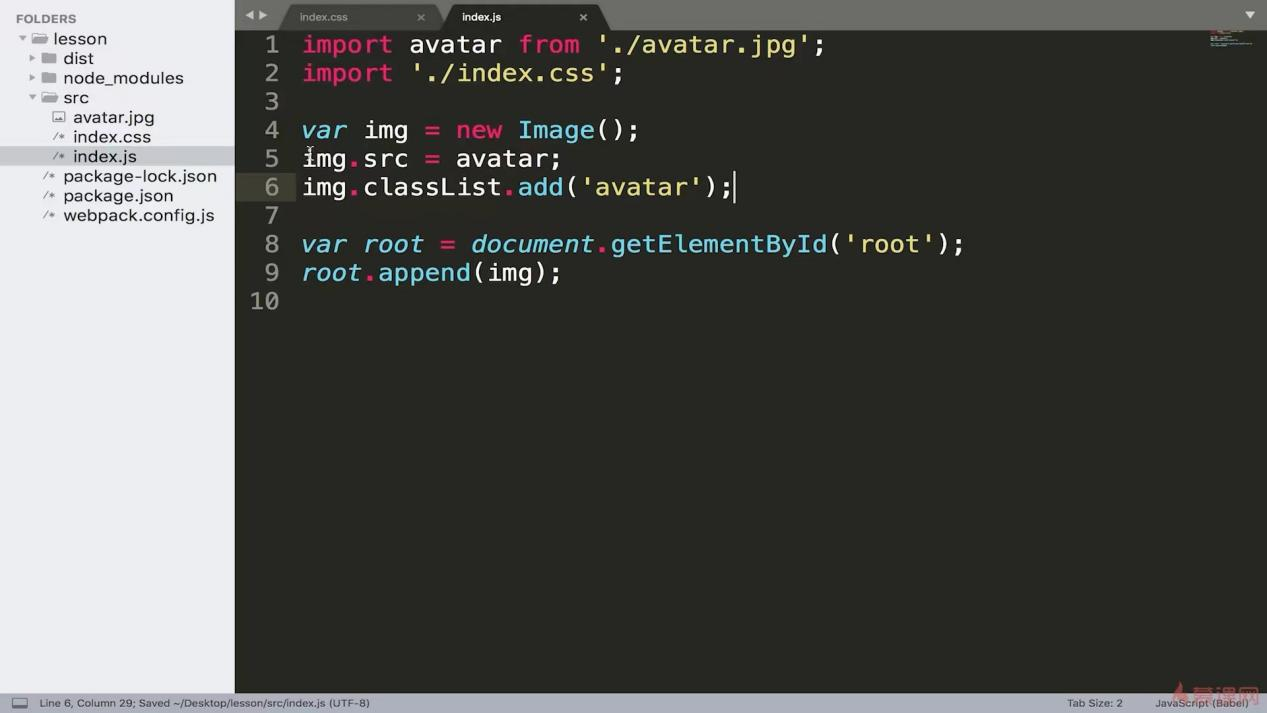 FOLDERS
lesson
dist
node_modules
src
avatar.jpg
index.css
index.js
package-lock.json
package.json
webpack.config.js
index.css
index.js
1 import avatar from './avatar.jpg';
2 import './index.css';
3
4 var img = new Image();
5 img.src = avatar;
6 img.classList.add('avatar');
7
8 var root = document.getElementById('root');
9 root.append(img);
10
Line 6, Column 29; Saved ~/Desktop/lesson/src/index.js (UTF-8)
Tab Size: 2
JavaScript (Babel)
慕课网